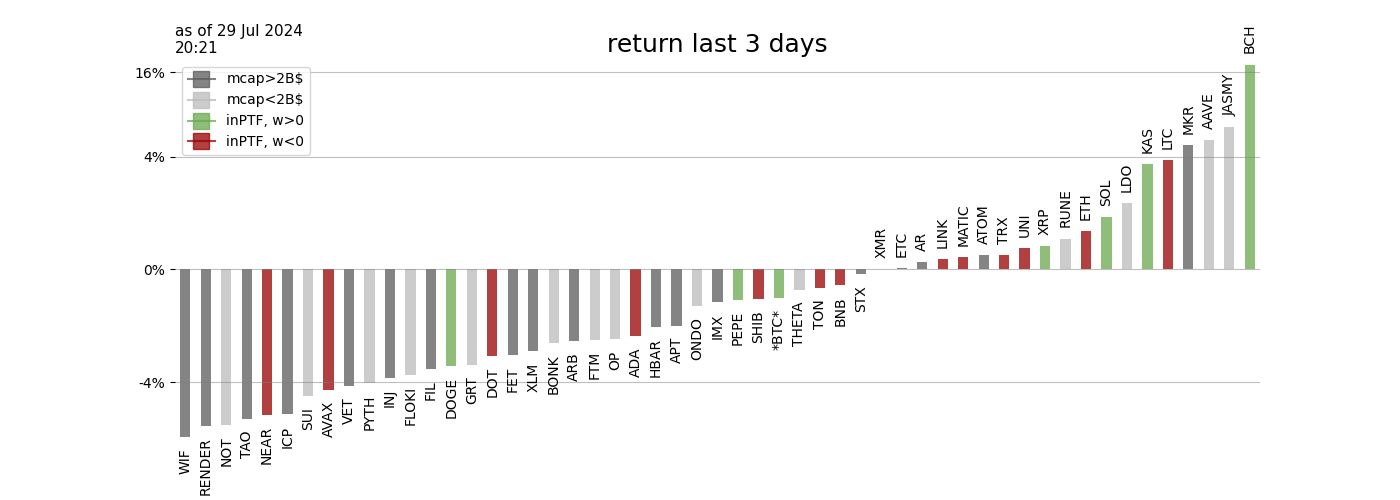 as of 29 Jul 2024
20:21
return last 3 days
16%
4%
0%
-4%
mcap>2B$
mcap<2B$
inPTF, w>0
inPTF, w<0
WIF
RENDER
NOT
TAO
NEAR
ICP
SUI
AVAX
VET
PYTH
INJ
FLOKI
FIL
DOGE
GRT
DOT
FET
XLM
BONK
ARB
FTM
OP
ADA
HBAR
APT
ONDO
IMX
PEPE
SHIB
*BTC*
THETA
TON
BNB
STX
XMR
ETC
AR
LINK
MATIC
ATOM
TRX
UNI
XRP
RUNE
ETH
SOL
LDO
KAS
LTC
MKR
AAVE
JASMY
BCH